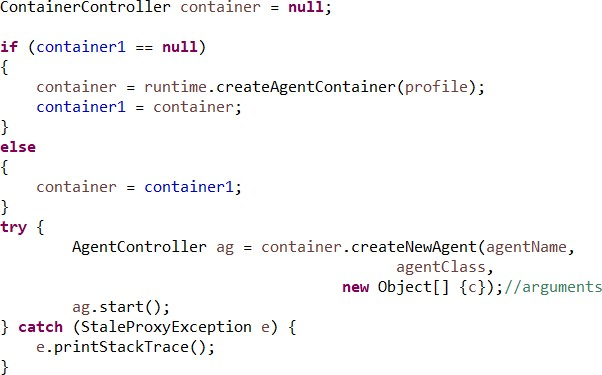 ContainerController container = null;
if (container1 == null)
{
container = runtime.createAgentContainer(profile);
container1 = container;
}
else
{
container = container1;
}
try {
AgentController ag = container.createNewAgent(agentName,
agentClass,
new Object[] {c});//arguments
ag.start();
} catch (StaleProxyException e) {
e.printStackTrace();
}